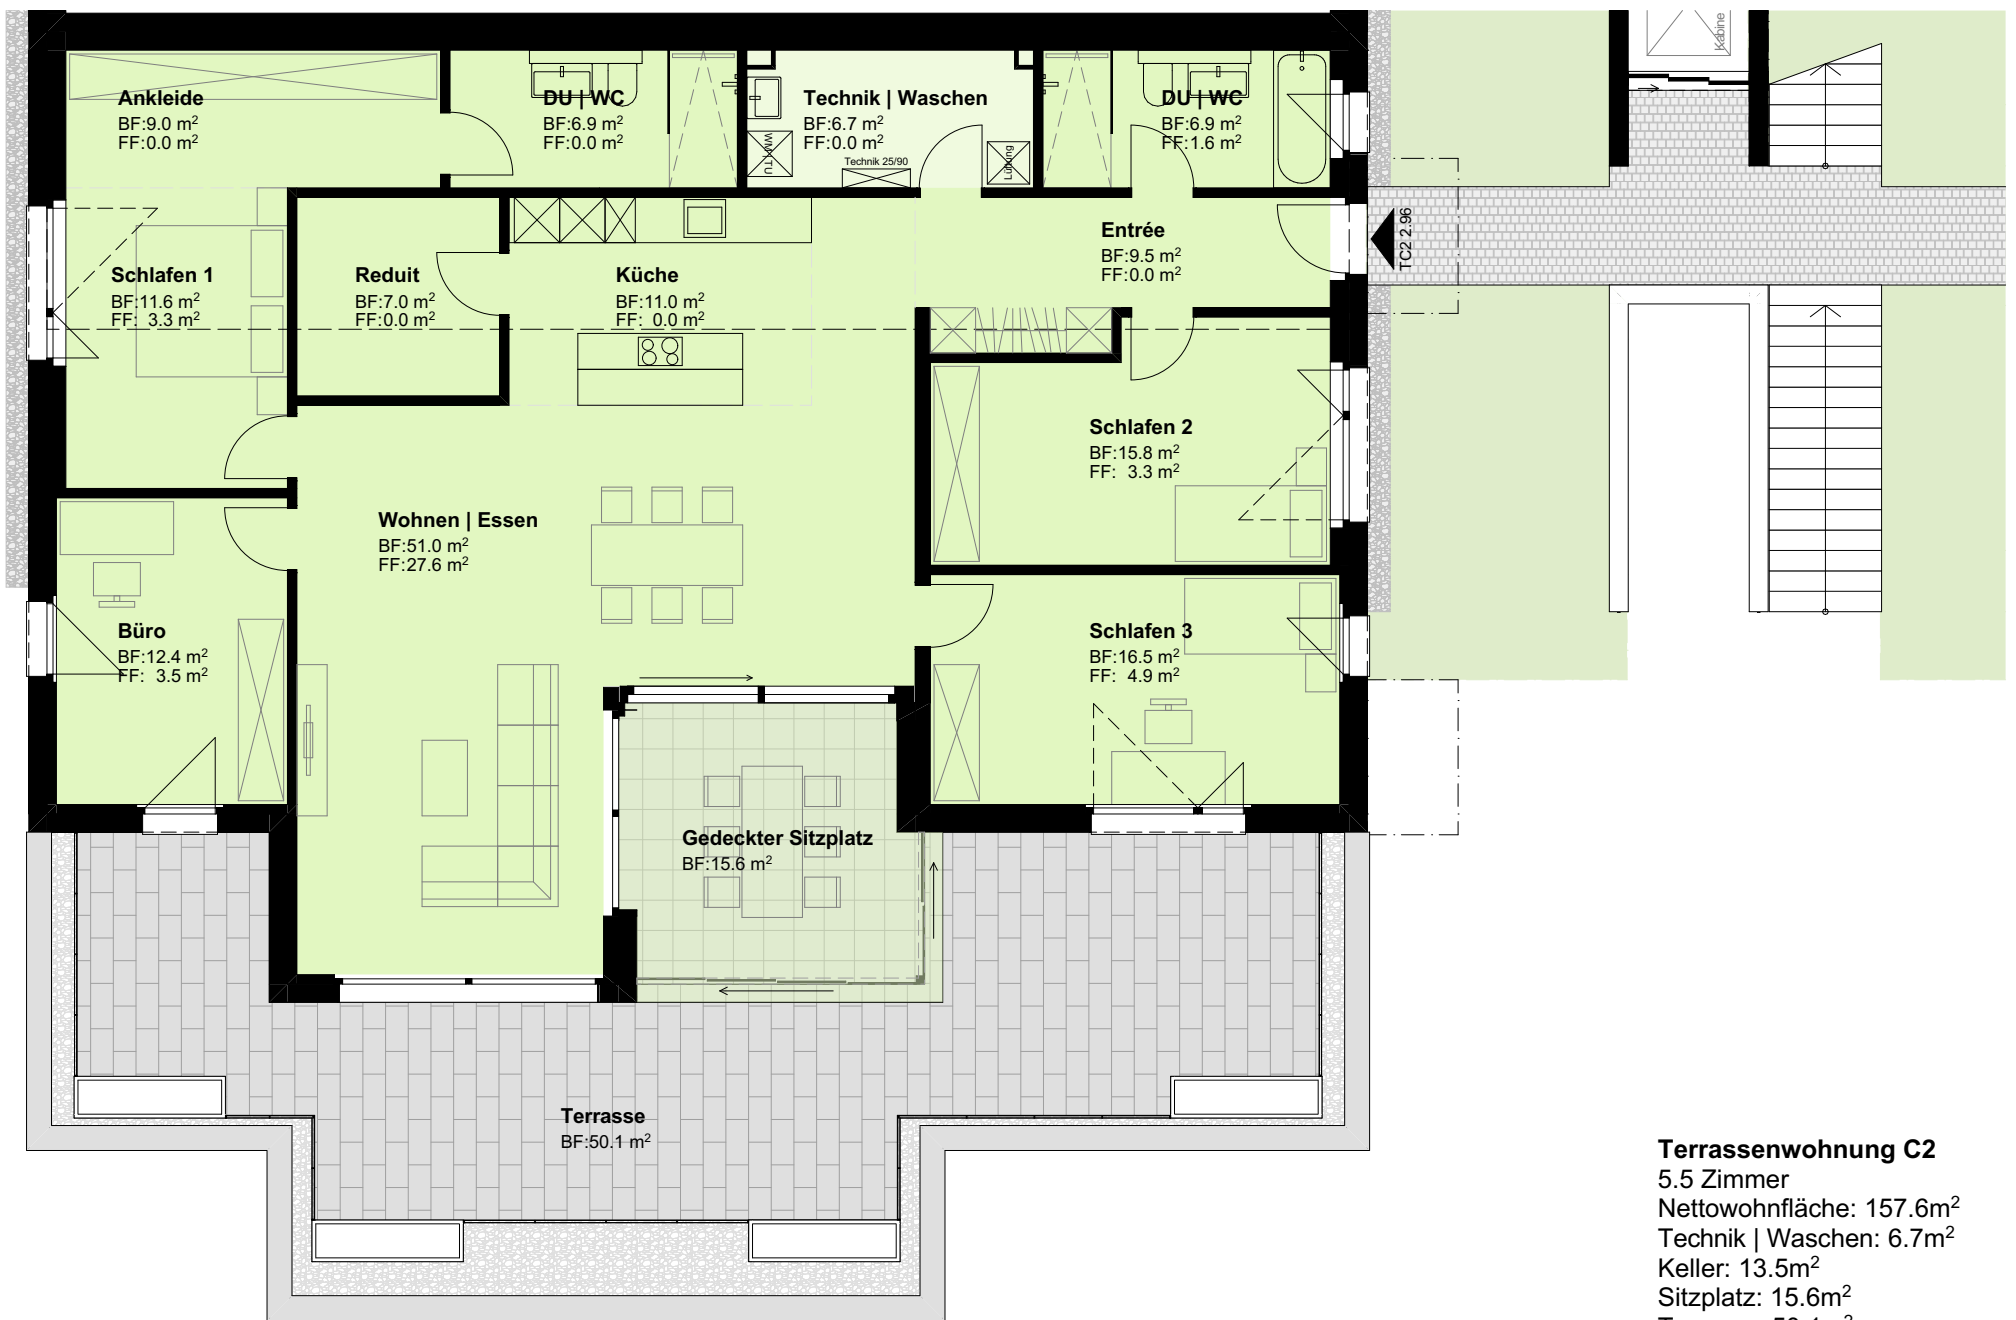 Kabine
Ankleide
BF:9.0 m²
FF:0.0 m²
DU | WC
BF:6.9 m²
FF:0.0 m²
WM | TU
Technik | Waschen
BF:6.7 m²
FF:0.0 m²
Technik 25/90
Lüftung
DU | WC
BF:6.9 m²
FF:1.6 m²
Schlafen 1
BF:11.6 m²
FF: 3.3 m²
Reduit
BF:7.0 m²
FF:0.0 m²
Küche
BF:11.0 m²
FF: 0.0 m²
Entrée
BF:9.5 m²
FF:0.0 m²
TC2 2.96
Schlafen 2
BF:15.8 m²
FF: 3.3 m²
Wohnen | Essen
BF:51.0 m²
FF:27.6 m²
Büro
BF:12.4 m²
FF: 3.5 m²
Schlafen 3
BF:16.5 m²
FF: 4.9 m²
Gedeckter Sitzplatz
BF:15.6 m²
Terrasse
BF:50.1 m²
Terrassenwohnung C2
5.5 Zimmer
Nettowohnfläche: 157.6m²
Technik | Waschen: 6.7m²
Keller: 13.5m²
Sitzplatz: 15.6m²